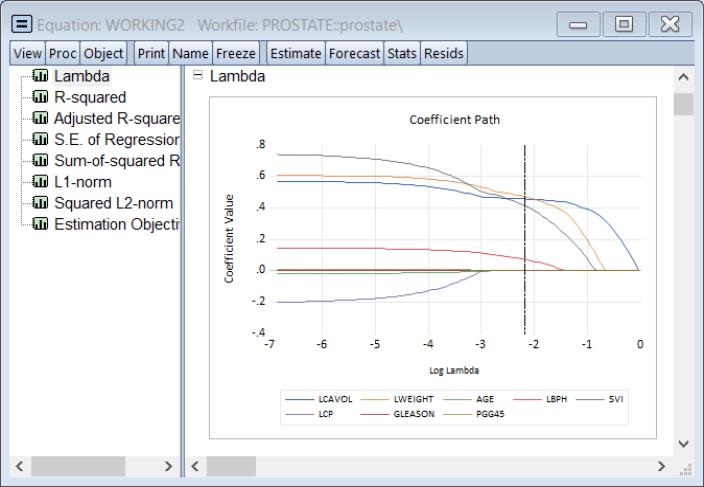 Equation: WORKING2 Workfile: PROSTATE::prostate\
View Proc Object Print Name Freeze Estimate Forecast Stats Resids
Lambda
R-squared
Adjusted R-square
S.E. of Regression
Sum-of-squared R
L1-norm
Squared L2-norm
Estimation Objecti
Lambda
Coefficient Path
Coefficient Value
.8
.6
.4
.2
.0
-.2
-.4
-7 -6 -5 -4 -3 -2 -1 0
Log Lambda
LCAVOL LWEIGHT AGE LBPH SVI
LCP GLEASON PGG45